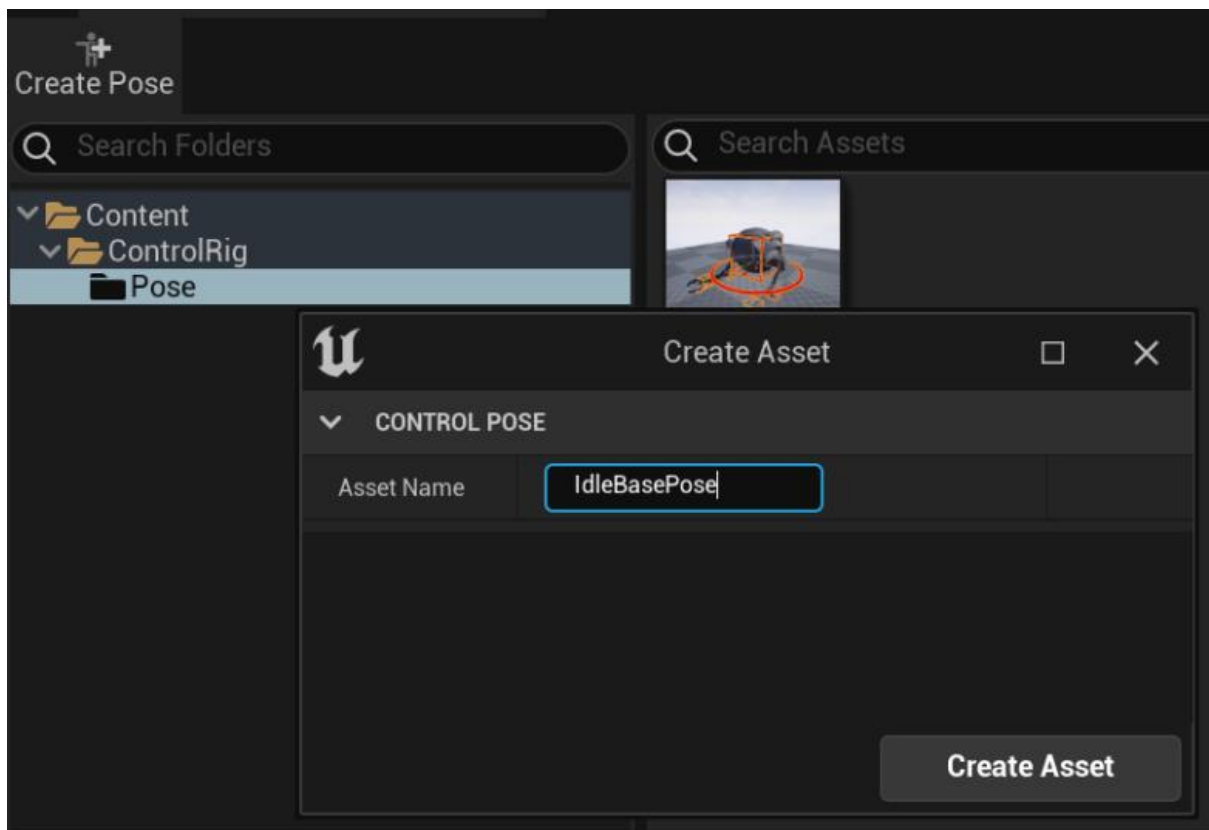 Create Pose
Search Folders
Search Assets
Content
ControlRig
Pose
Create Asset
CONTROL POSE
Asset Name
IdleBasePose
Create Asset